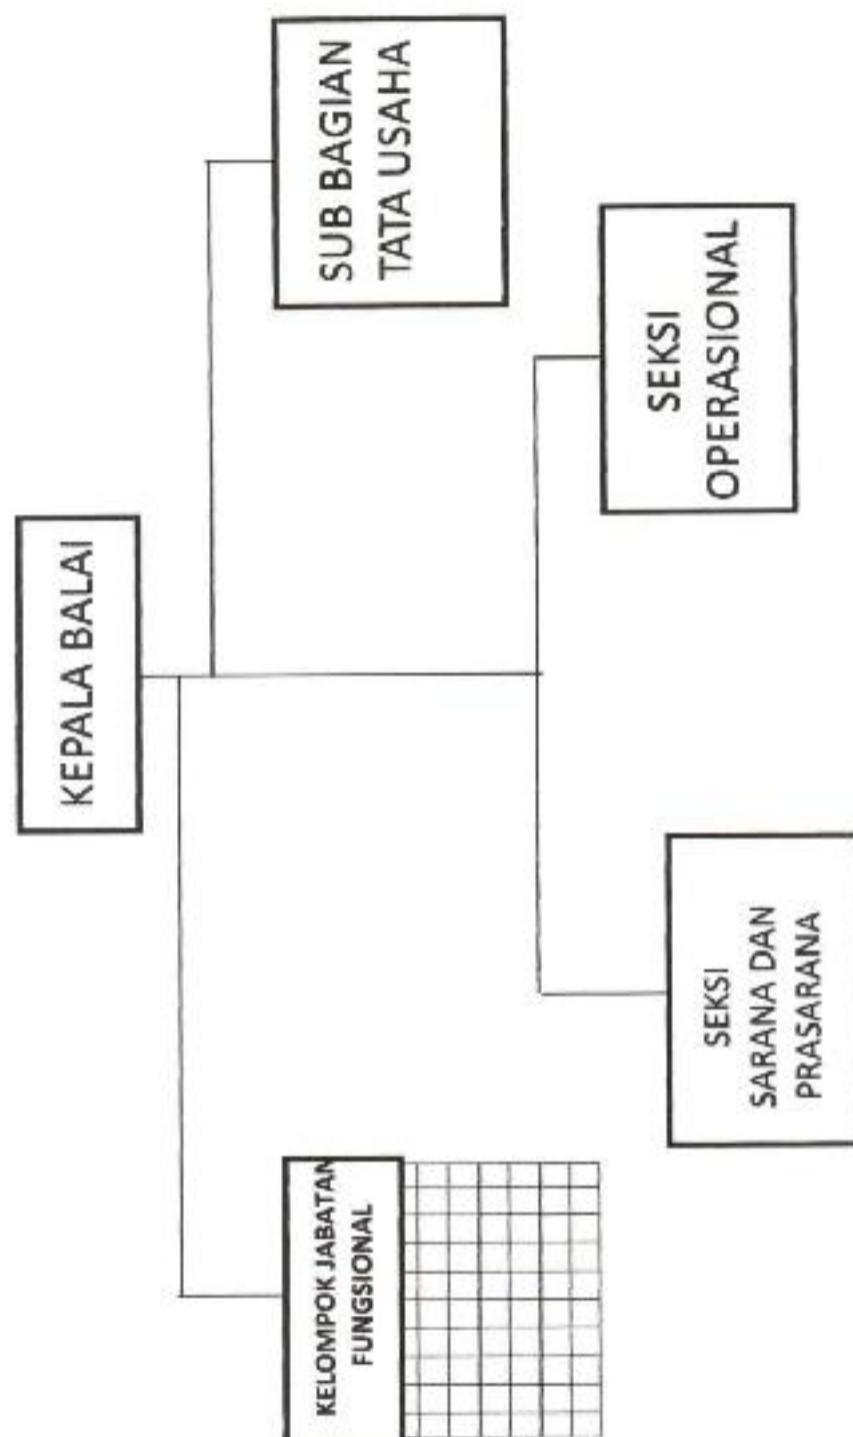 KEPALA BALAI
SUB BAGIAN
TATA USAHA
KELOMPOK JABATAN
FUNGSIONAL
SEKSI
OPERASIONAL
SEKSI
SARANA DAN
PRASARANA